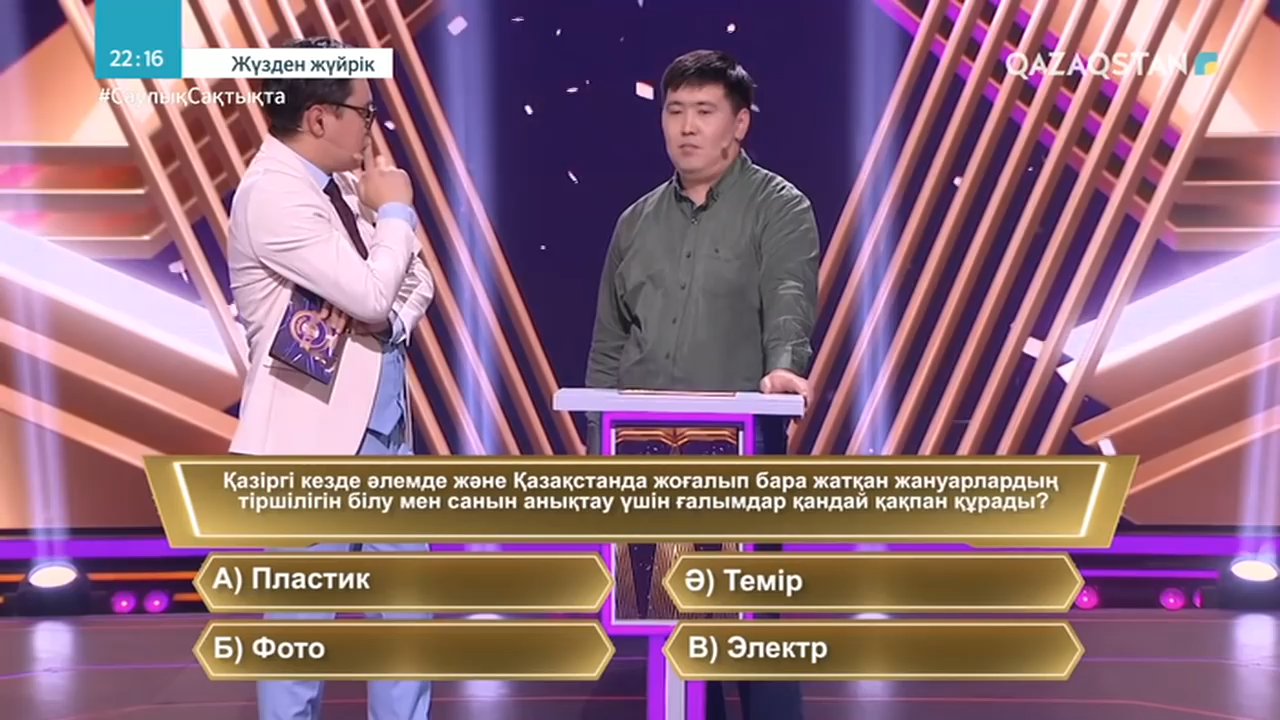 22:16
Жүзден жүйрік
QAZAQSTAN
#СаулықСақтықта
Қазіргі кезде әлемде және Қазақстанда жоғалып бара жатқан жануарлардың
тіршілігін білу мен санын анықтау үшін ғалымдар қандай қақпан құрады?
А) Пластик
Ә) Темір
Б) Фото
В) Электр